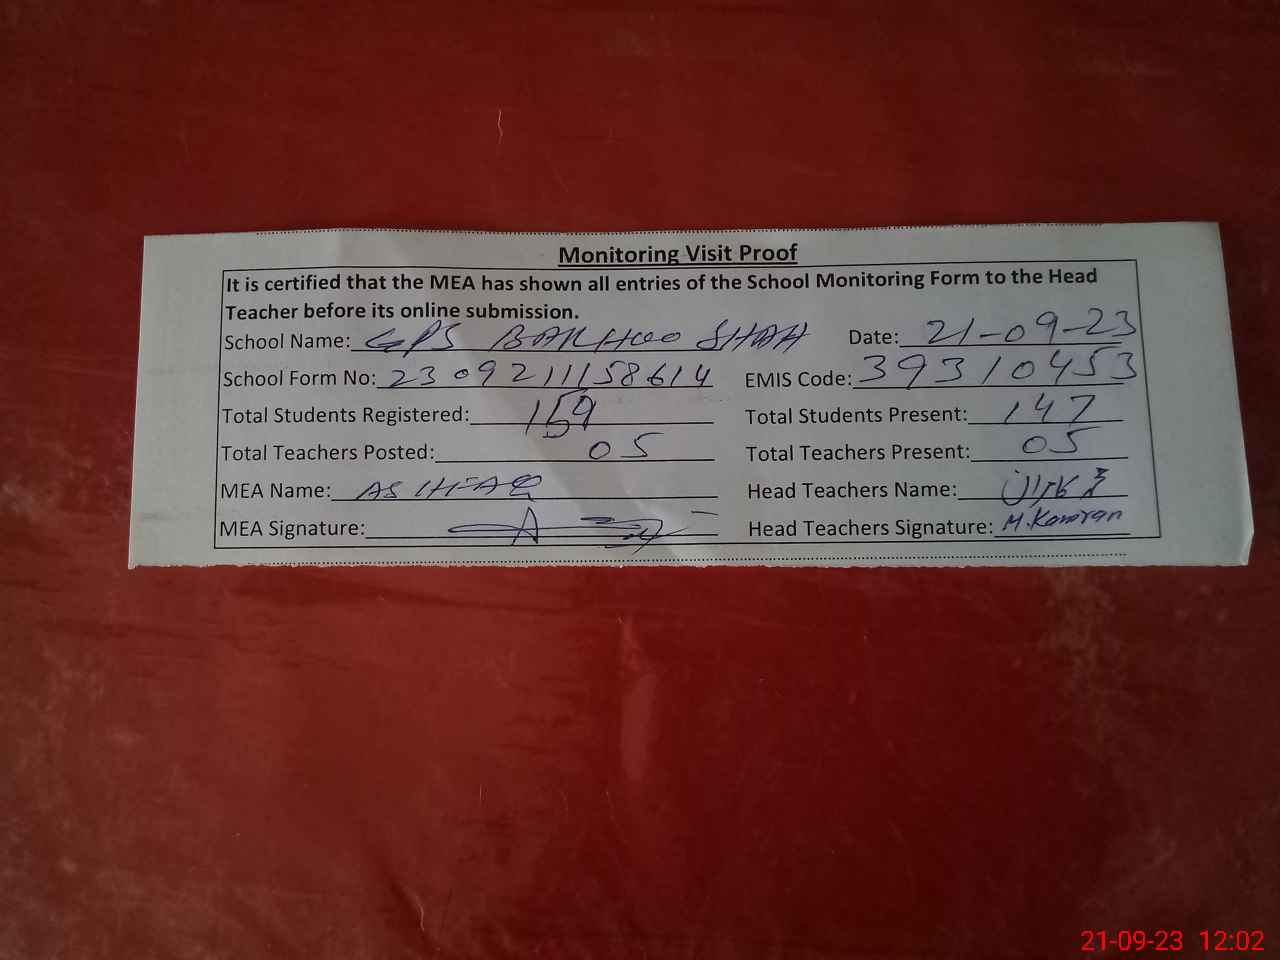 Monitoring Visit Proof
It is certified that the MEA has shown all entries of the School Monitoring Form to the Head
Teacher before its online submission.
School Name: GPS SHAH Date: 21-09-23
School Form No: 230921158614 EMIS Code: 39310453
Total Students Registered: 159 Total Students Present: 147
Total Teachers Posted: 05 Total Teachers Present: 05
MEA Name: ASHFAQ Head Teachers Name: محمد کامران
MEA Signature: Head Teachers Signature: M.Kamran
21-09-23 12:02